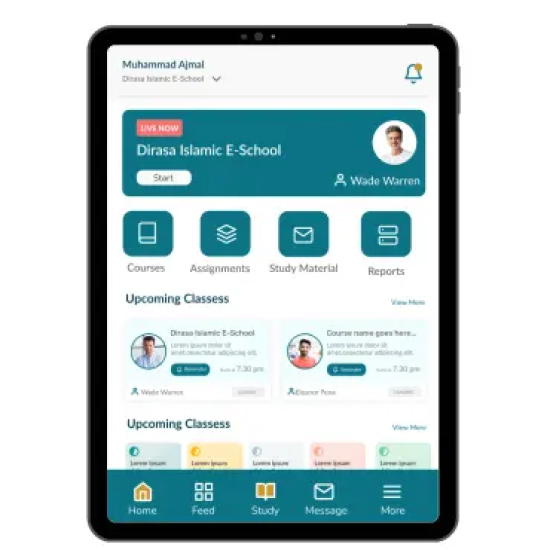 Muhammad Ajmal
Dirasa Islamic E-School
LIVE NOW
Dirasa Islamic E-School
Start
Wade Warren
Courses
Assignments
Study Material
Reports
Upcoming Classess
View More
Dirasa Islamic E-School
Lorem ipsum dolor sit
amet,consectetur adipiscing elit.
Reminder
7.30 pm
Wade Warren
Course name goes here...
Lorem ipsum dolor sit
amet,consectetur adipiscing elit.
Reminder
7.30 pm
Eleanor Pena
Upcoming Classess
View More
Lorem Ipsum
Lorem Ipsum
Lorem Ipsum
Lorem Ipsum
Lorem Ipsum
Home
Feed
Study
Message
More